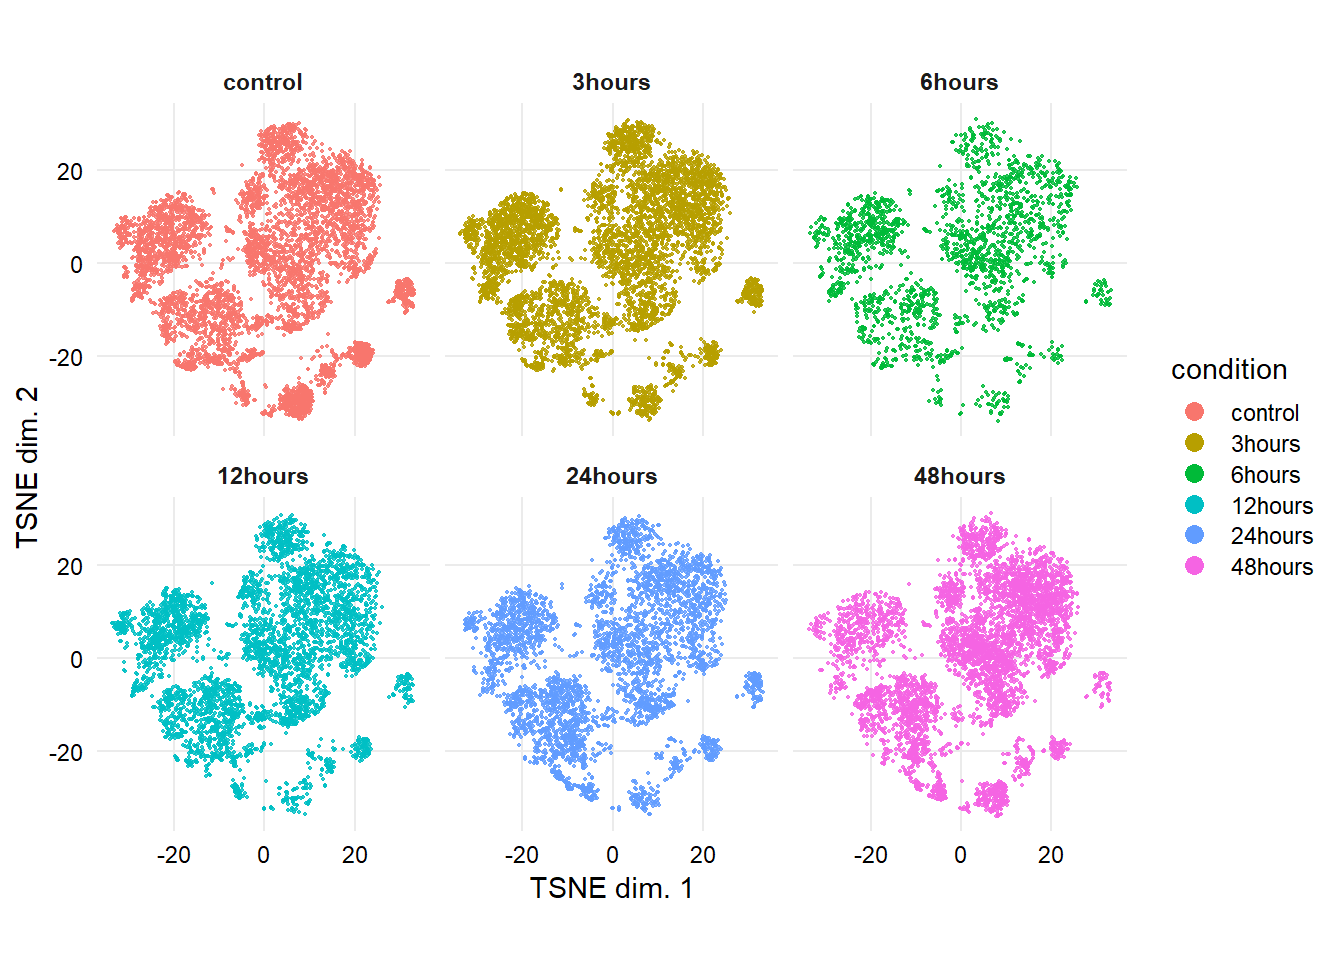 control 3hours 6hours
20
0
-20
12hours 24hours 48hours
20
0
-20
-20 0 20 -20 0 20 -20 0 20
TSNE dim. 1
TSNE dim. 2
condition
control
3hours
6hours
12hours
24hours
48hours